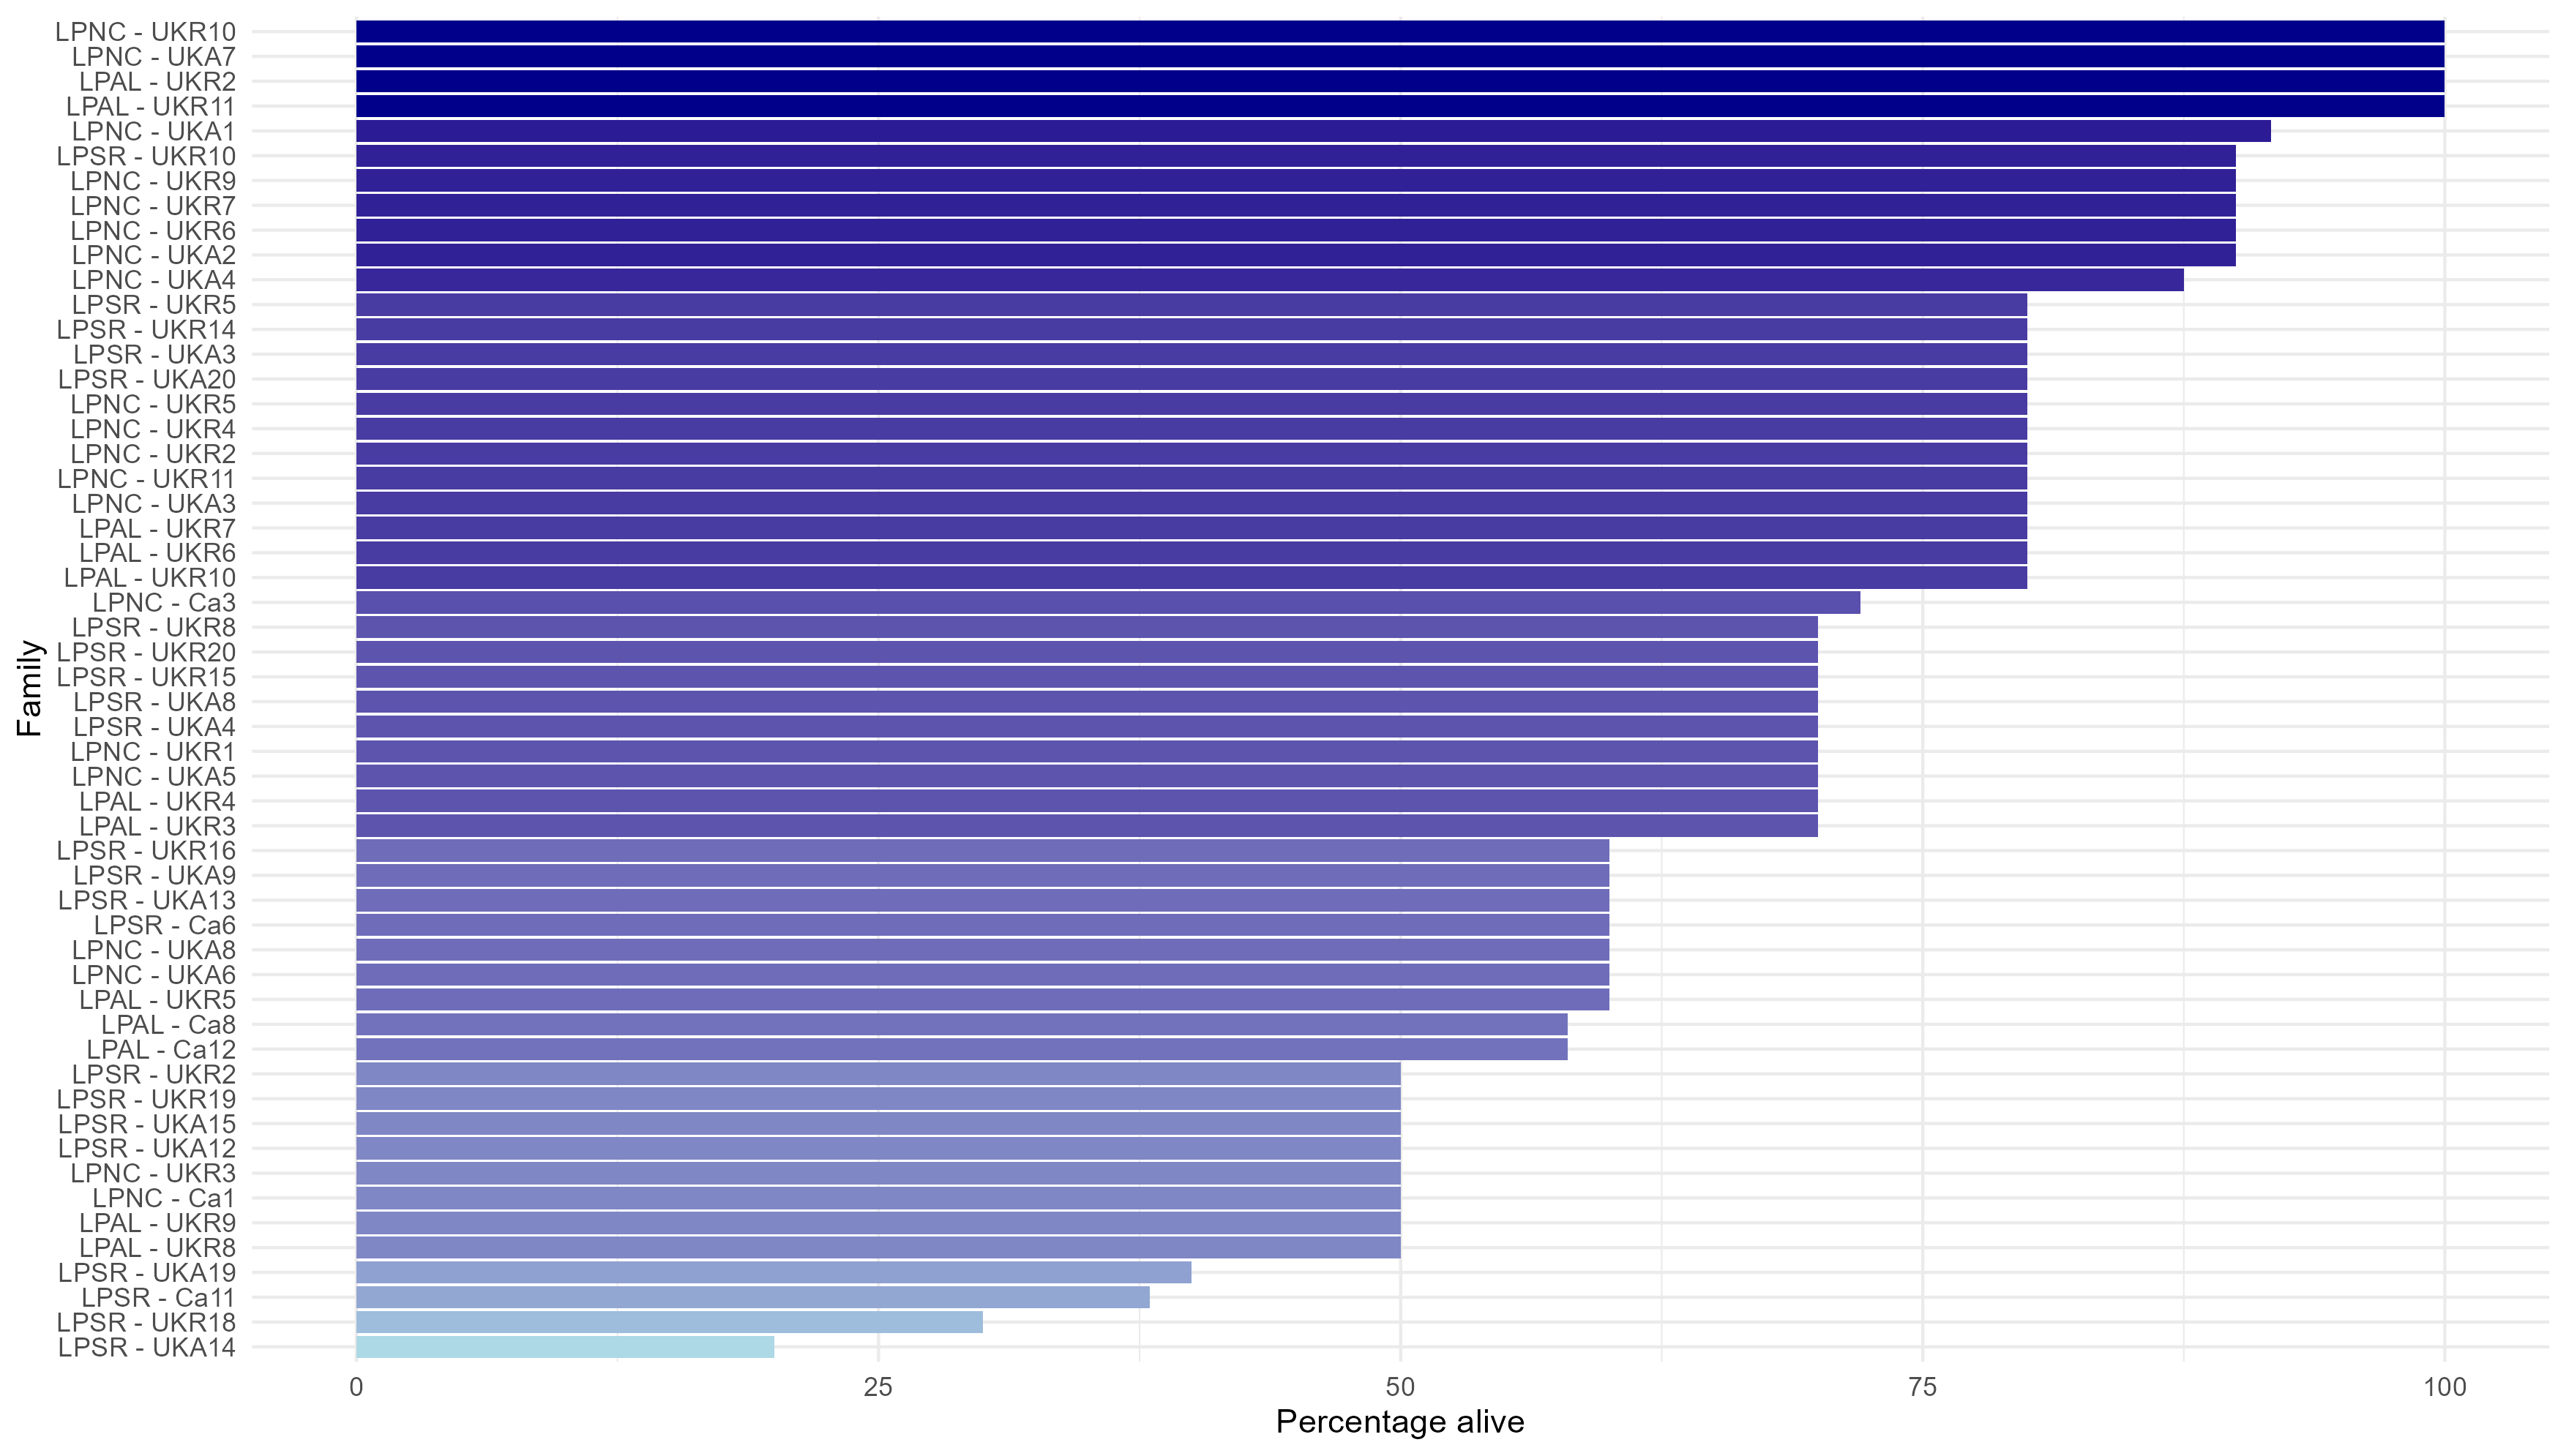 LPNC - UKR10
LPNC - UKA7
LPAL - UKR2
LPAL - UKR11
LPNC - UKA1
LPSR - UKR10
LPNC - UKR9
LPNC - UKR7
LPNC - UKR6
LPNC - UKA2
LPNC - UKA4
LPSR - UKR5
LPSR - UKR14
LPSR - UKA3
LPSR - UKA20
LPNC - UKR5
LPNC - UKR4
LPNC - UKR2
LPNC - UKR11
LPNC - UKA3
LPAL - UKR7
LPAL - UKR6
LPAL - UKR10
LPNC - Ca3
LPSR - UKR8
LPSR - UKR20
LPSR - UKR15
LPSR - UKA8
LPSR - UKA4
LPNC - UKR1
LPNC - UKA5
LPAL - UKR4
LPAL - UKR3
LPSR - UKR16
LPSR - UKA9
LPSR - UKA13
LPSR - Ca6
LPNC - UKA8
LPNC - UKA6
LPAL - UKR5
LPAL - Ca8
LPAL - Ca12
LPSR - UKR2
LPSR - UKR19
LPSR - UKA15
LPSR - UKA12
LPNC - UKR3
LPNC - Ca1
LPAL - UKR9
LPAL - UKR8
LPSR - UKA19
LPSR - Ca11
LPSR - UKR18
LPSR - UKA14
Family
0 25 50 75 100
Percentage alive